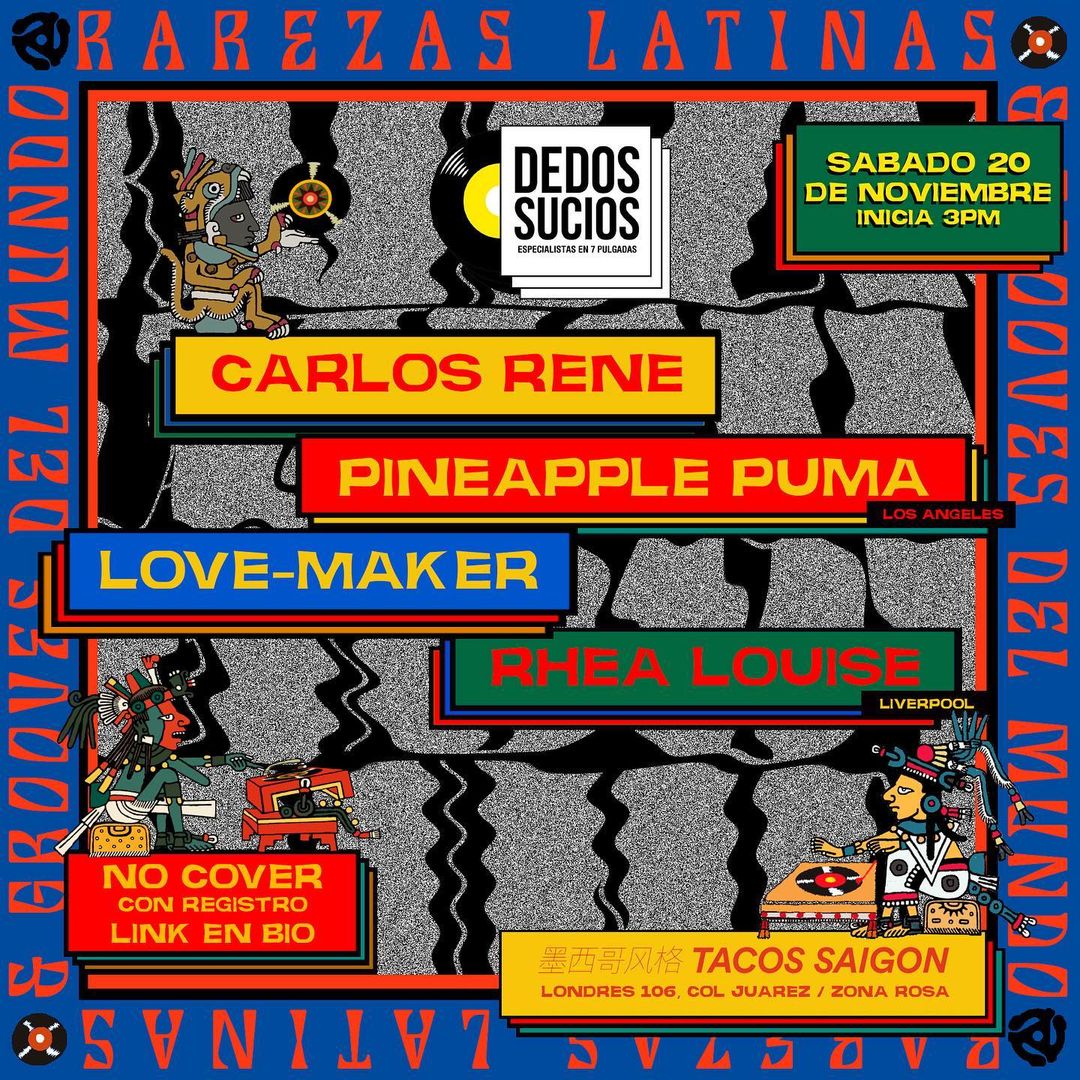 RAREZAS LATINAS
& GROOVES DEL MUNDO
DEDOS
SUCIOS
ESPECIALISTAS EN 7 PULGADAS
SABADO 20
DE NOVIEMBRE
INICIA 3PM
CARLOS RENE
PINEAPPLE PUMA
LOS ANGELES
LOVE-MAKER
RHEA LOUISE
LIVERPOOL
NO COVER
CON REGISTRO
LINK EN BIO
墨西哥风格 TACOS SAIGON
LONDRES 106, COL JUAREZ / ZONA ROSA
& GROOVES DEL MUNDO
RAREZAS LATINAS